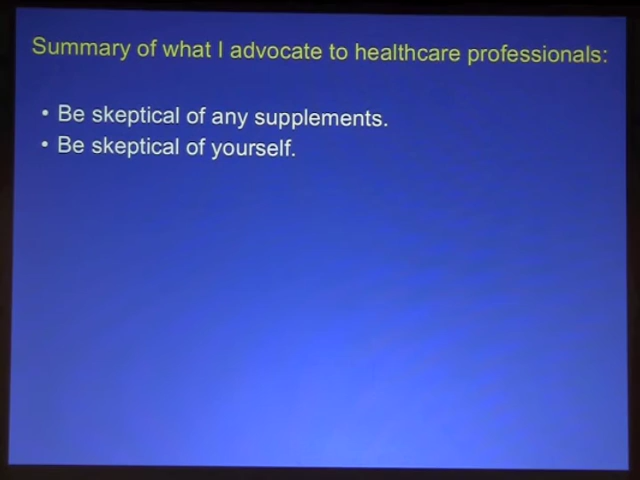 Summary of what I advocate to healthcare professionals:
• Be skeptical of any supplements.
• Be skeptical of yourself.